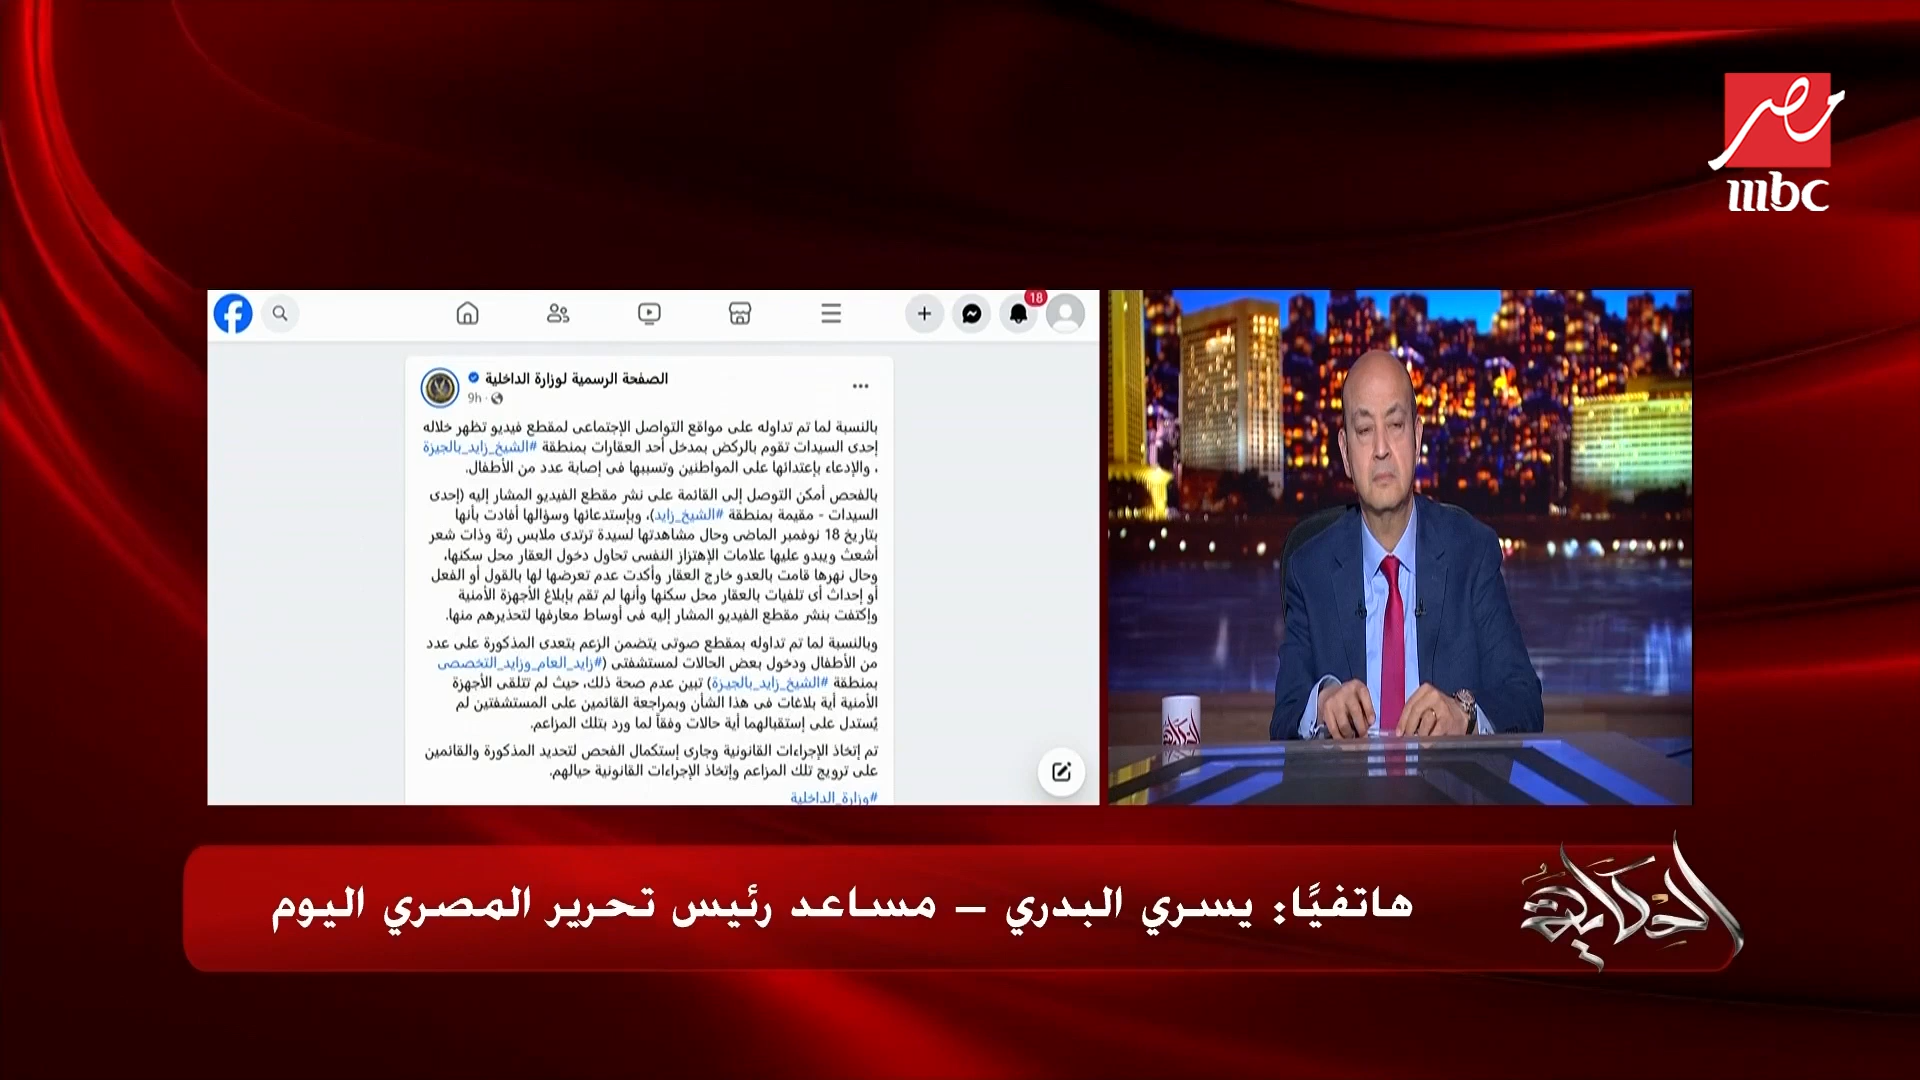 مصر
mbc
18
الصفحة الرسمية لوزارة الداخلية
9h
بالنسبة لما تم تداوله على مواقع التواصل الإجتماعى لمقطع فيديو تظهر خلاله
إحدى السيدات تقوم بالركض بمدخل أحد العقارات بمنطقة #الشيخ_زايد_بالجيزة
، والإدعاء بإعتدائها على المواطنين وتسببها فى إصابة عدد من الأطفال.
بالفحص أمكن التوصل إلى القائمة على نشر مقطع الفيديو المشار إليه (إحدى
السيدات - مقيمة بمنطقة #الشيخ_زايد)، وبإستدعائها وسؤالها أفادت بأنها
بتاريخ 18 نوفمبر الماضى وحال مشاهدتها لسيدة ترتدى ملابس رثة وذات شعر
أشعث ويبدو عليها علامات الإهتزاز النفسى تحاول دخول العقار محل سكنها،
وحال نهرها قامت بالعدو خارج العقار وأكدت عدم تعرضها لها بالقول أو الفعل
أو إحداث أى تلفيات بالعقار محل سكنها وأنها لم تقم بإبلاغ الأجهزة الأمنية
وإكتفت بنشر مقطع الفيديو المشار إليه فى أوساط معارفها لتحذيرهم منها.
وبالنسبة لما تم تداوله بمقطع صوتى يتضمن الزعم بتعدى المذكورة على عدد
من الأطفال ودخول بعض الحالات لمستشفتى (#زايد_العام_وزايد_التخصصى
بمنطقة #الشيخ_زايد_بالجيزة) تبين عدم صحة ذلك، حيث لم تتلقى الأجهزة
الأمنية أية بلاغات فى هذا الشأن وبمراجعة القائمين على المستشفتين لم
يُستدل على إستقبالهما أية حالات وفقاً لما ورد بتلك المزاعم.
تم إتخاذ الإجراءات القانونية وجارى إستكمال الفحص لتحديد المذكورة والقائمين
على ترويج تلك المزاعم وإتخاذ الإجراءات القانونية حيالهم.
#وزارة_الداخلية
الحكاية
هاتفيًا: يسري البدري – مساعد رئيس تحرير المصري اليوم
الحكاية